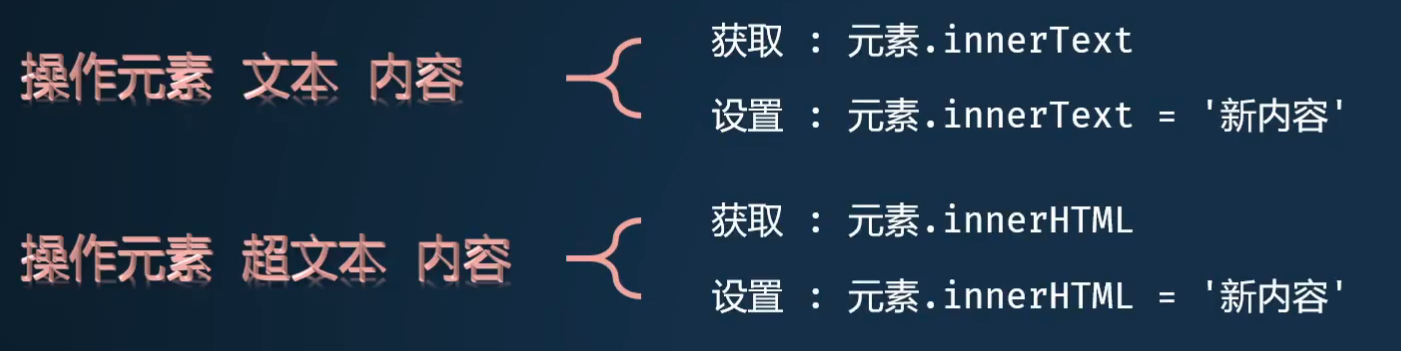 操作元素 文本 内容
获取 : 元素.innerText
设置 : 元素.innerText = '新内容'
操作元素 超文本 内容
获取 : 元素.innerHTML
设置 : 元素.innerHTML = '新内容'